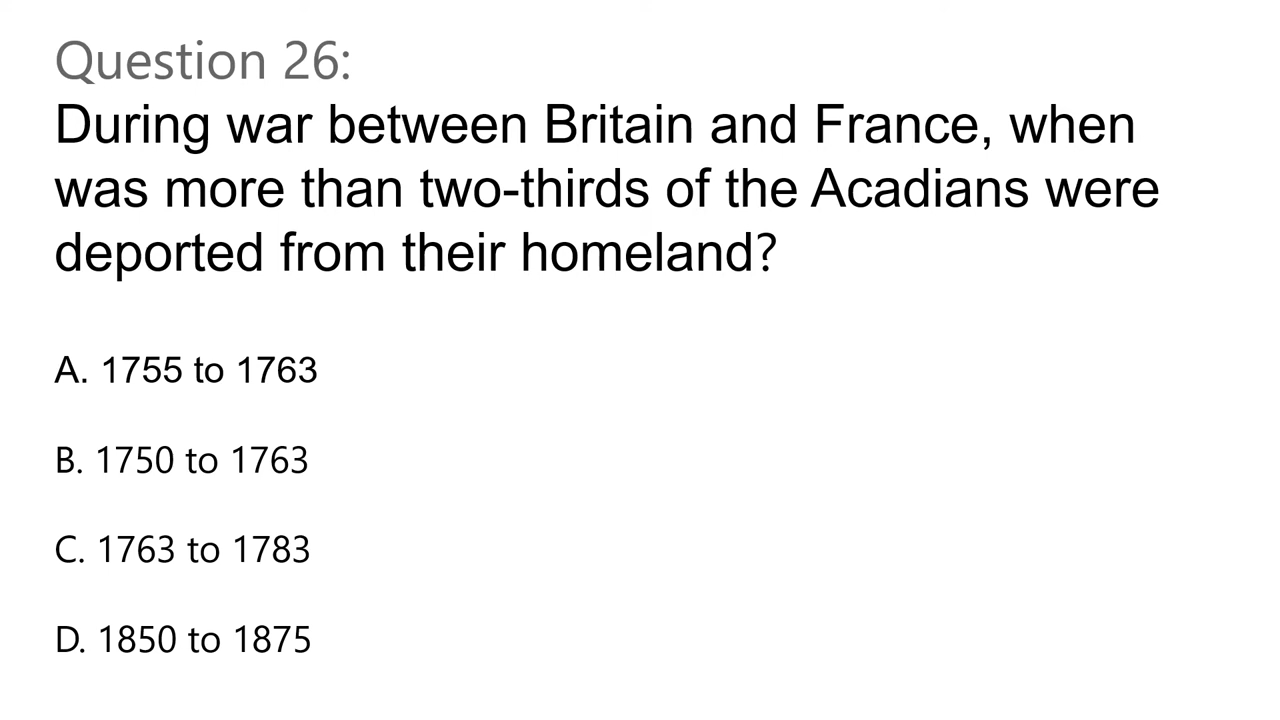 Question 26:
During war between Britain and France, when
was more than two-thirds of the Acadians were
deported from their homeland?
A. 1755 to 1763
B. 1750 to 1763
C. 1763 to 1783
D. 1850 to 1875